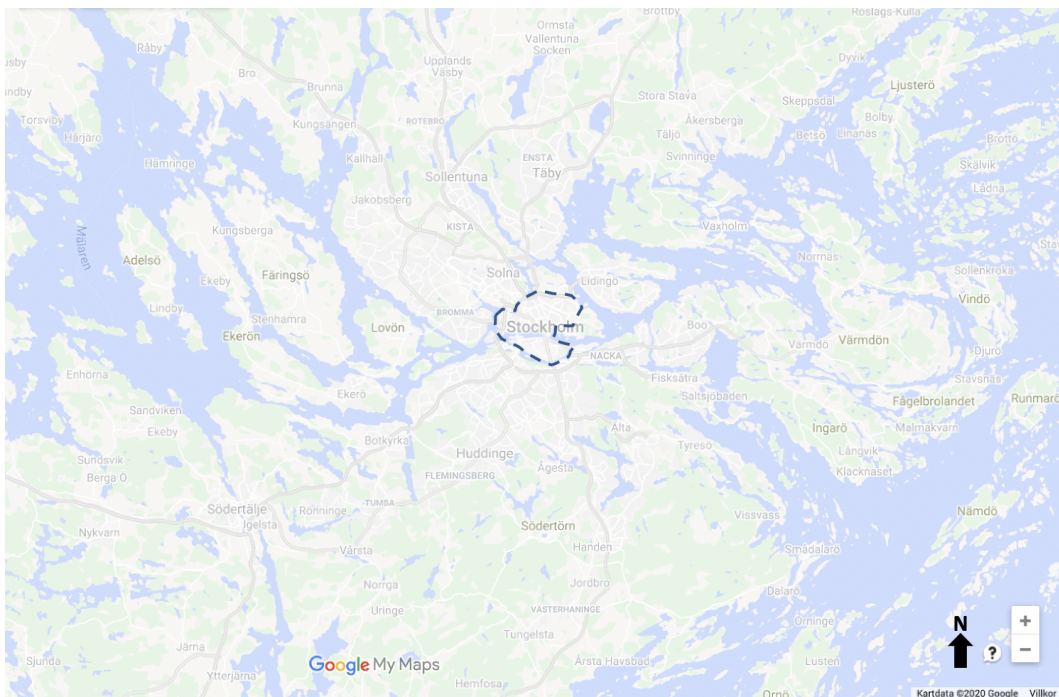 Ormsta
Brottby
Roslags-Kulla
Råby
Vallentuna
Socken
Bro
Upplands
Väsby
Dyvik
Ljusterö
Brunna
Stora Stava
Skeppsdal
Torsviby
Kungsängen
ROTEBRO
Åkersberga
Bolby
Härjarö
Täljö
Betsö
Linanäs
Hämringe
Kallhäll
ENSTA
Svinninge
Brottö
Sollentuna
Täby
Skälvik
Jakobsberg
Lådna
Mälaren
Kungsberga
KISTA
Vaxholm
Adelsö
Norrnäs
Ekeby
Färingsö
Solna
Lidingö
Sollenkroka
Lindby
Stenhamra
BROMMA
Vindö
Ekerön
Lovön
Stockholm
Boo
Värmdö
Värmdön
NACKA
Djurö
Enhörna
Fisksätra
Stavsnäs
Ekerö
Saltsjöbaden
Fågelbrolandet
Runmarö
Sandviken
Ingarö
Malmakvarn
Ekeby
Botkyrka
Älta
Tyresö
Sundsvik
Huddinge
Långvik
Berga Ö
Ågesta
Klacknäset
FLEMINGSBERG
Södertälje
Rönninge
TUMBA
Vissvass
Nämdö
Igelsta
Södertörn
Nykvarn
Vårsta
Handen
Smådalarö
Norrga
Jordbro
Dalarö
Uringe
VÄSTERHANINGE
Orninge
N
Järna
Tungelsta
+
?
−
Sjunda
Google My Maps
Årsta Havsbad
Lusten
Ytterjärna
Hemfosa
Ornö
Kartdata ©2020 Google Villkor